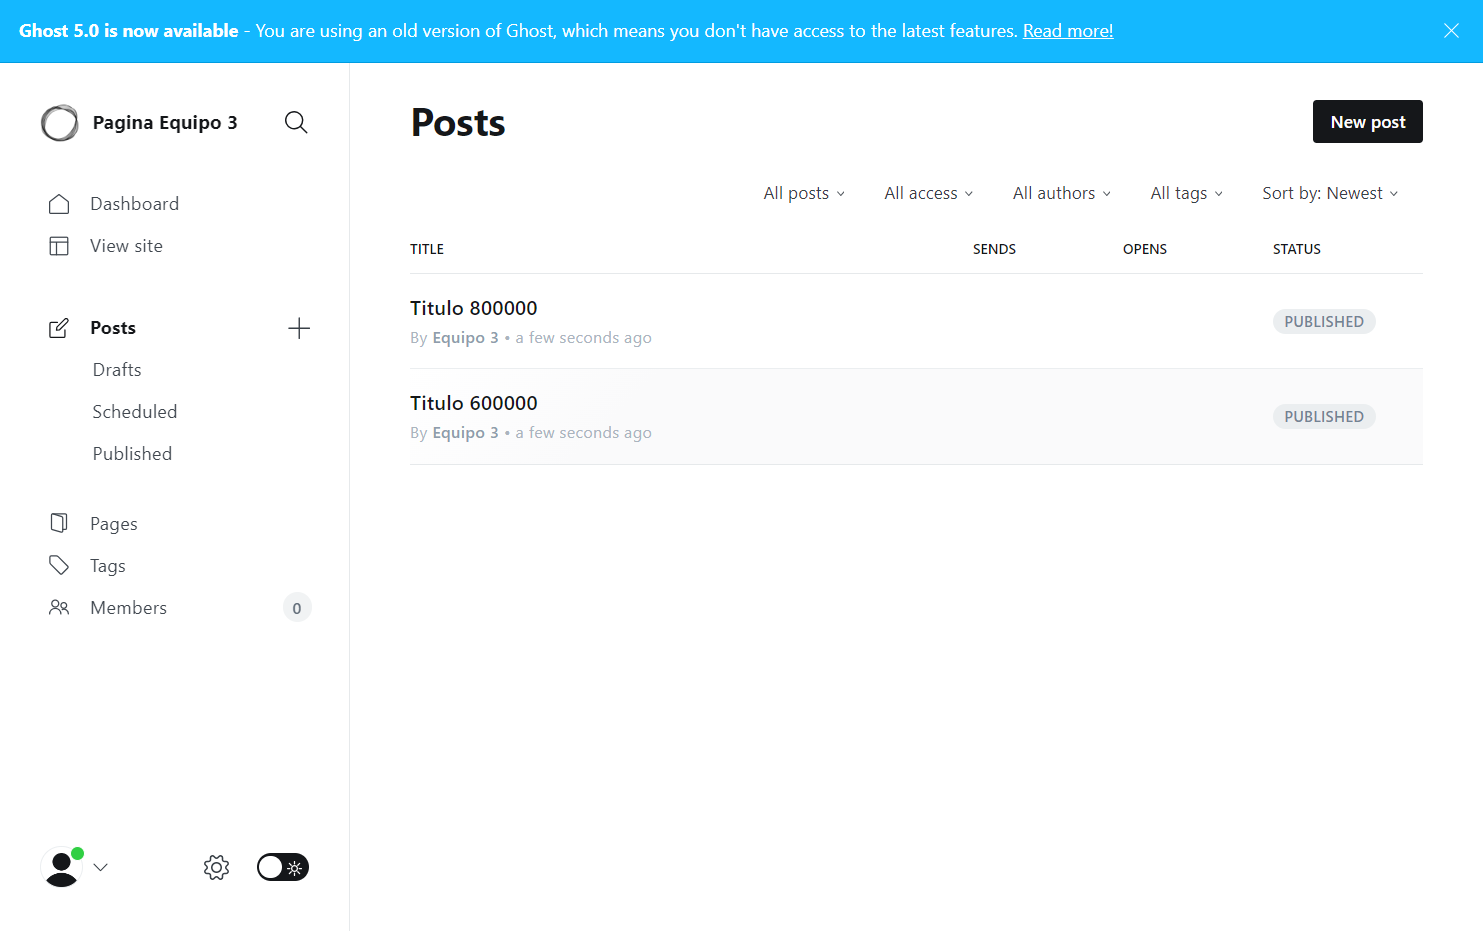 Ghost 5.0 is now available - You are using an old version of Ghost, which means you don't have access to the latest features. Read more!
Pagina Equipo 3
Dashboard
View site
Posts
Drafts
Scheduled
Published
Pages
Tags
Members 0
Posts
New post
All posts All access All authors All tags Sort by: Newest
TITLE SENDS OPENS STATUS
Titulo 800000
By Equipo 3 • a few seconds ago
PUBLISHED
Titulo 600000
By Equipo 3 • a few seconds ago
PUBLISHED